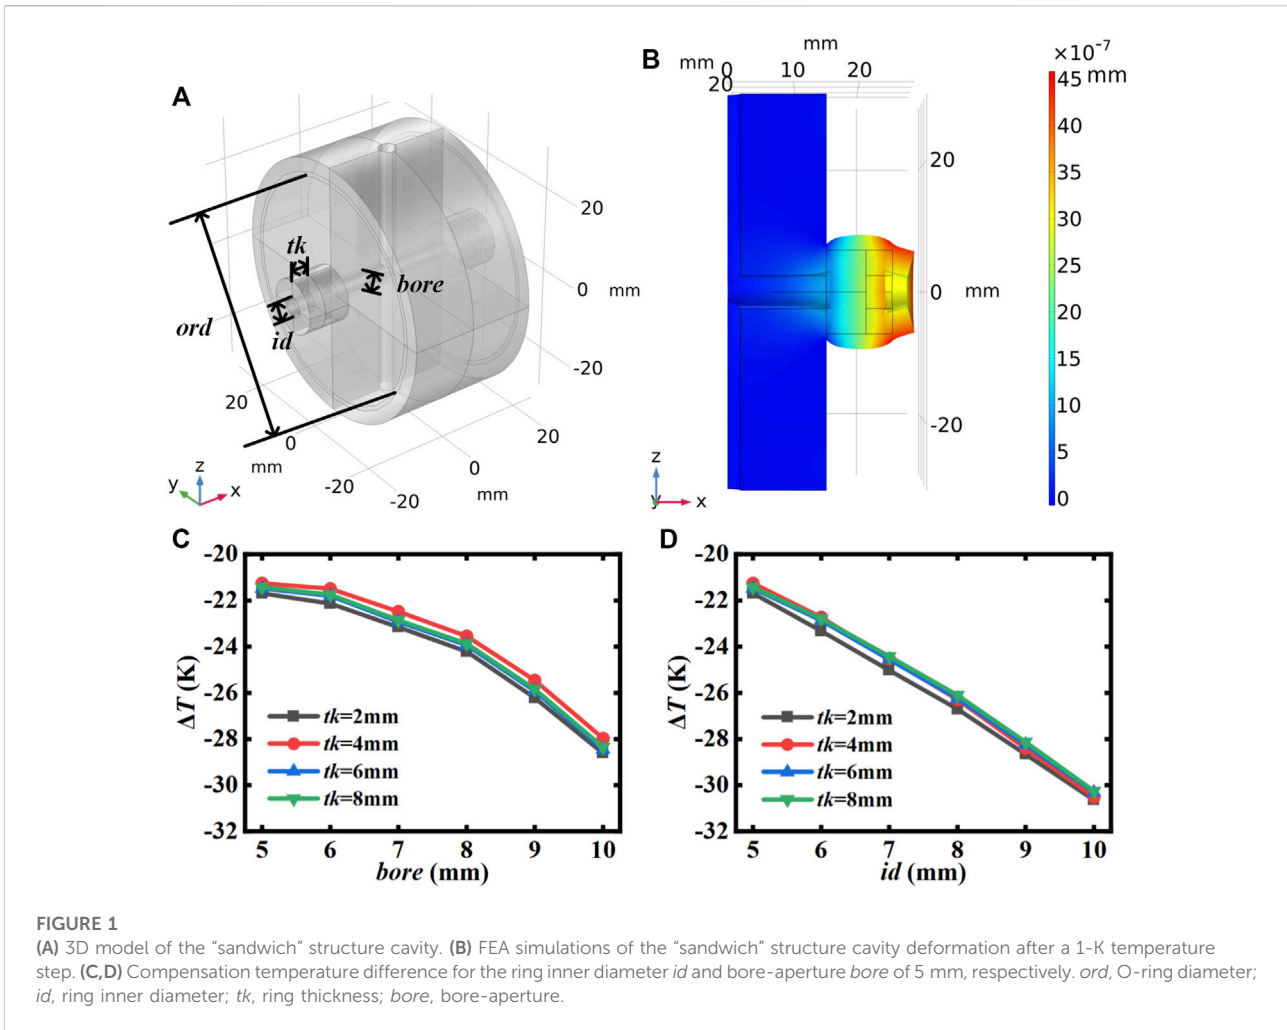 A
20
0
mm
-20
tk
bore
ord
id
20
0
mm
-20
-20
0
mm
20
z
y
x
B
mm
mm 0 10 20
20
20
0 mm
-20
z
y
x
×10⁻⁷
45 mm
40
35
30
25
20
15
10
5
0
C
-20
-22
-24
-26
-28
-30
-32
ΔT (K)
tk=2mm
tk=4mm
tk=6mm
tk=8mm
5 6 7 8 9 10
bore (mm)
D
-20
-22
-24
-26
-28
-30
-32
ΔT (K)
tk=2mm
tk=4mm
tk=6mm
tk=8mm
5 6 7 8 9 10
id (mm)
FIGURE 1
(A) 3D model of the “sandwich” structure cavity. (B) FEA simulations of the “sandwich” structure cavity deformation after a 1-K temperature
step. (C,D) Compensation temperature difference for the ring inner diameter id and bore-aperture bore of 5 mm, respectively. ord, O-ring diameter;
id, ring inner diameter; tk, ring thickness; bore, bore-aperture.